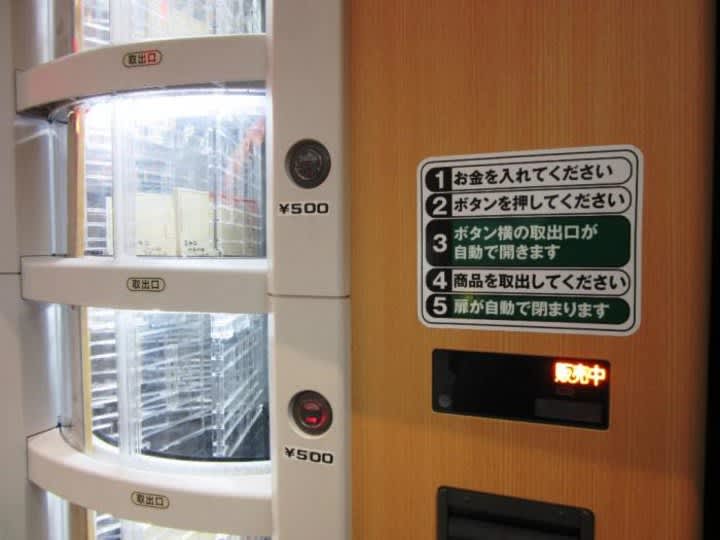 取出口
¥500
取出口
¥500
取出口
1 お金を入れてください
2 ボタンを押してください
3 ボタン横の取出口が
自動で開きます
4 商品を取出してください
5 扉が自動で閉まります
販売中